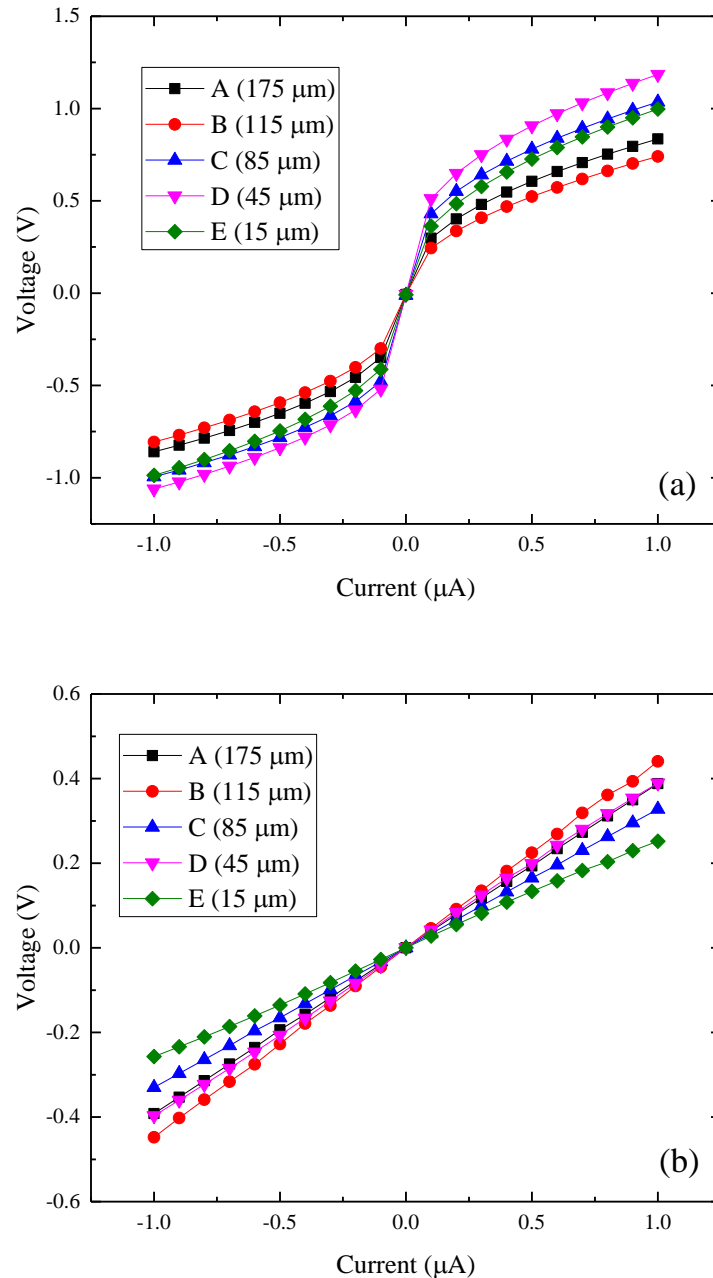 1.5
1.0
0.5
0.0
-0.5
-1.0
Voltage (V)
A (175 μm)
B (115 μm)
C (85 μm)
D (45 μm)
E (15 μm)
(a)
-1.0 -0.5 0.0 0.5 1.0
Current (μA)
0.6
0.4
0.2
0.0
-0.2
-0.4
-0.6
Voltage (V)
A (175 μm)
B (115 μm)
C (85 μm)
D (45 μm)
E (15 μm)
(b)
-1.0 -0.5 0.0 0.5 1.0
Current (μA)